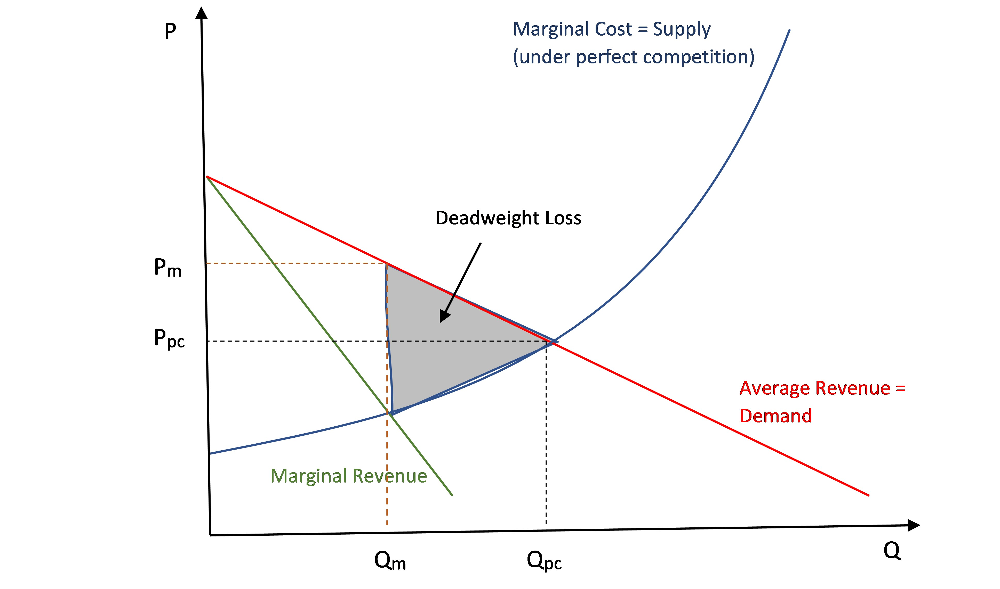 P
Marginal Cost = Supply
(under perfect competition)
Deadweight Loss
Pm
Ppc
Average Revenue =
Demand
Marginal Revenue
Qm
Qpc
Q